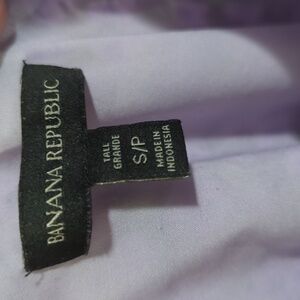 BANANA REPUBLIC
TALL
GRANDE
S/P
MADE IN
INDONESIA